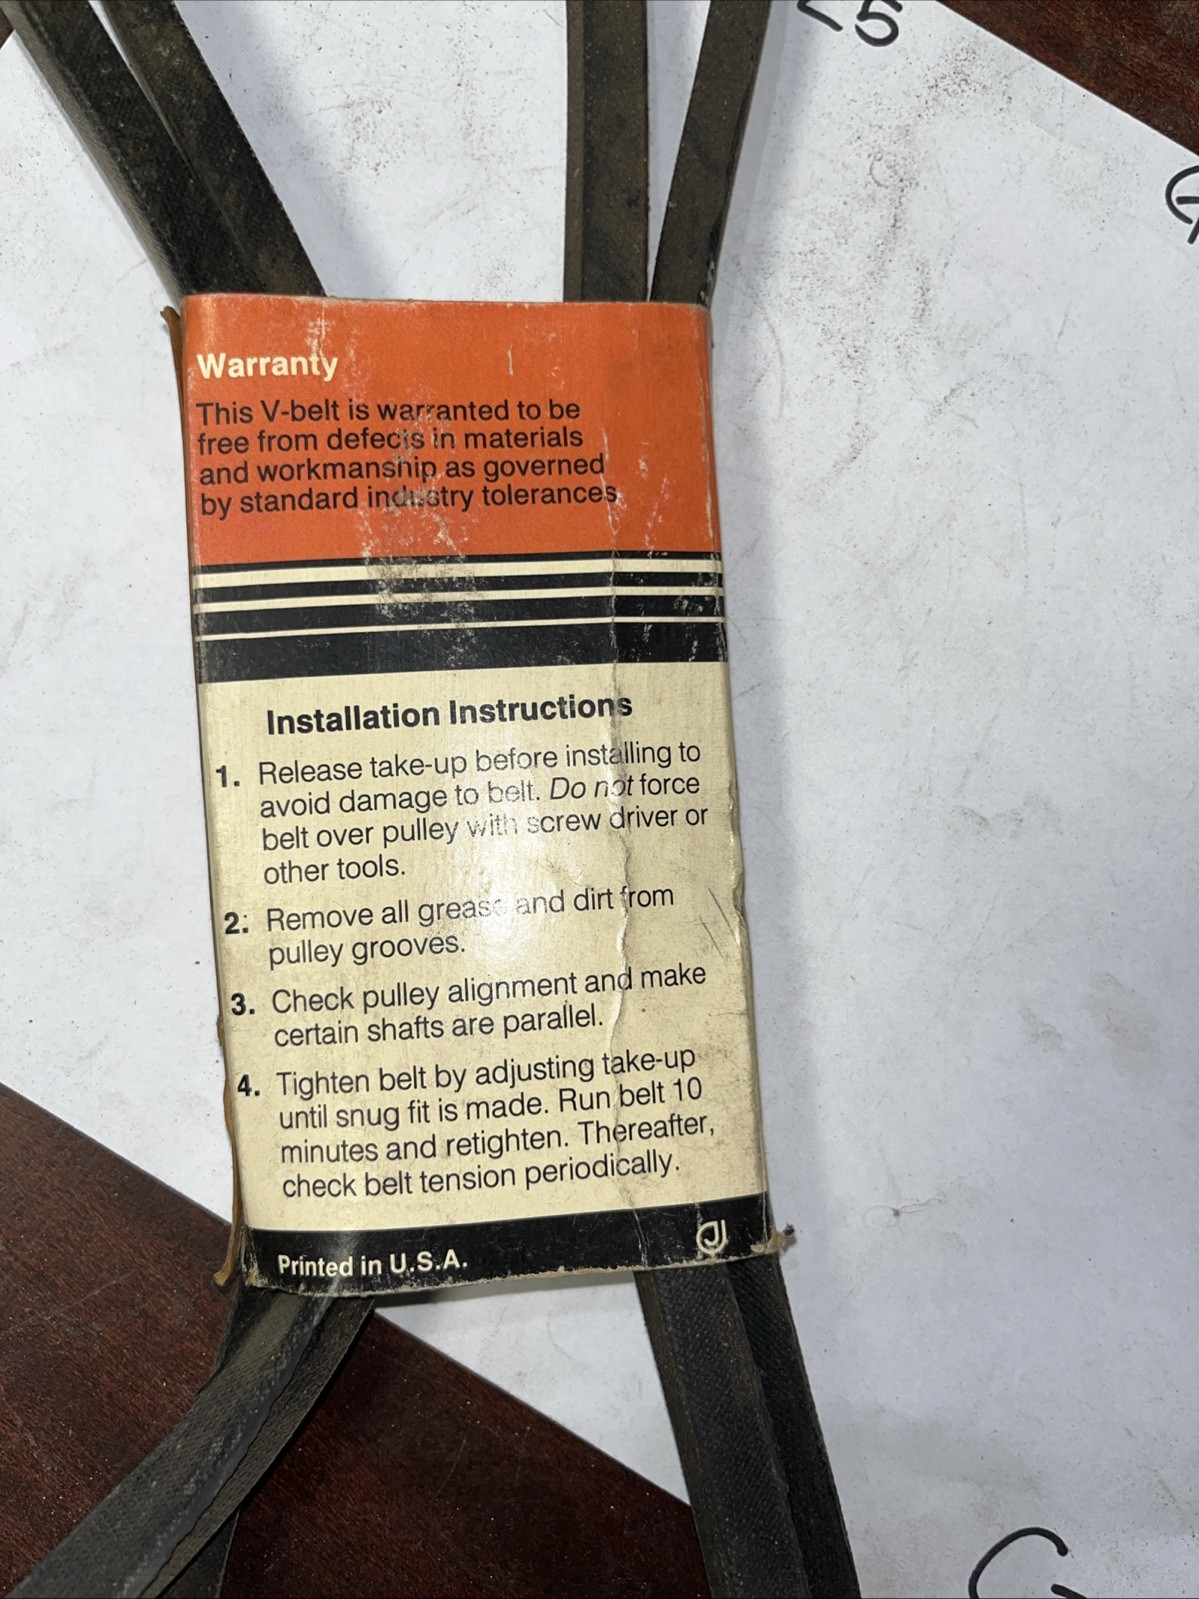 Warranty
This V-belt is warranted to be
free from defects in materials
and workmanship as governed
by standard industry tolerances
Installation Instructions
1. Release take-up before installing to
avoid damage to belt. Do not force
belt over pulley with screw driver or
other tools.
2. Remove all grease and dirt from
pulley grooves.
3. Check pulley alignment and make
certain shafts are parallel.
4. Tighten belt by adjusting take-up
until snug fit is made. Run belt 10
minutes and retighten. Thereafter,
check belt tension periodically.
Printed in U.S.A.